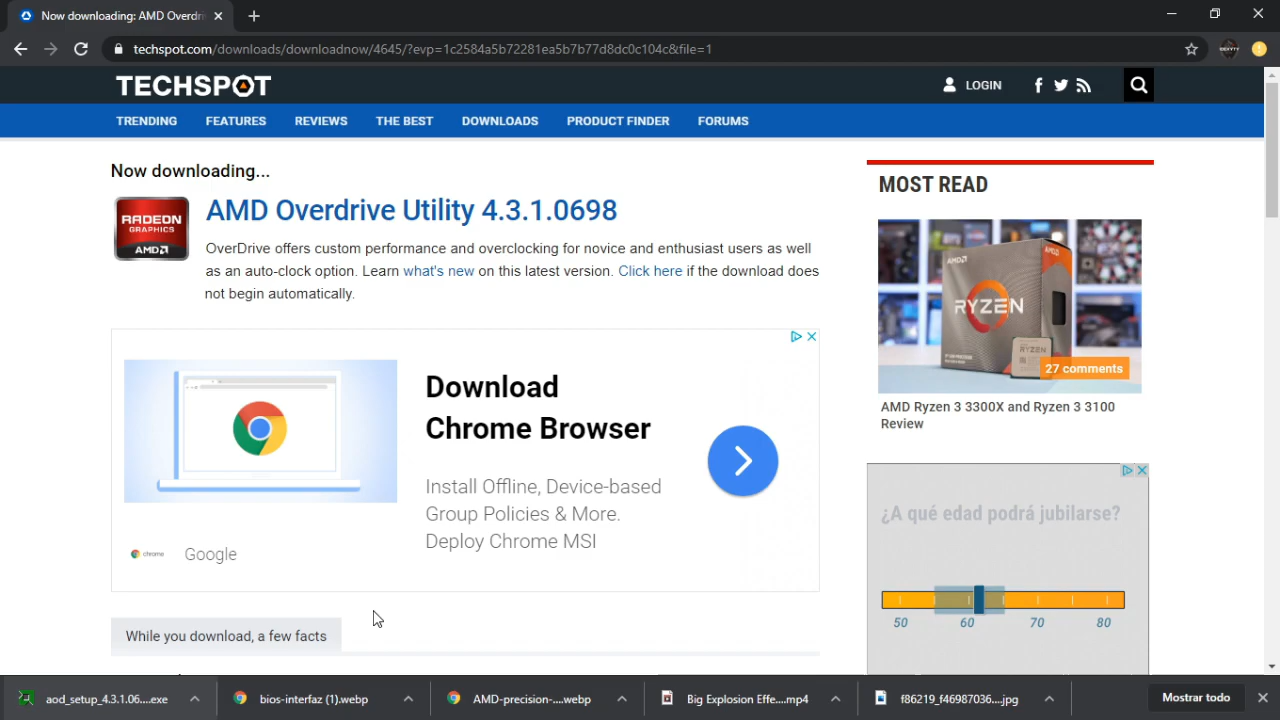 Now downloading: AMD Overdri
techspot.com/downloads/downloadnow/4645/?evp=1c2584a5b72281ea5b7b77d8dc0c104c&file=1
TECHSPOT
LOGIN
TRENDING FEATURES REVIEWS THE BEST DOWNLOADS PRODUCT FINDER FORUMS
Now downloading...
RADEON
GRAPHICS
AMD
AMD Overdrive Utility 4.3.1.0698
OverDrive offers custom performance and overclocking for novice and enthusiast users as well
as an auto-clock option. Learn what's new on this latest version. Click here if the download does
not begin automatically.
Download
Chrome Browser
Install Offline, Device-based
Group Policies & More.
Deploy Chrome MSI
chrome
Google
While you download, a few facts
MOST READ
AMD
AMD
RYZEN
RYZEN
27 comments
AMD Ryzen 3 3300X and Ryzen 3 3100
Review
¿A qué edad podrá jubilarse?
50 60 70 80
aod_setup_4.3.1.06....exe
bios-interfaz (1).webp
AMD-precision-....webp
Big Explosion Effe....mp4
f86219_f46987036....jpg
Mostrar todo